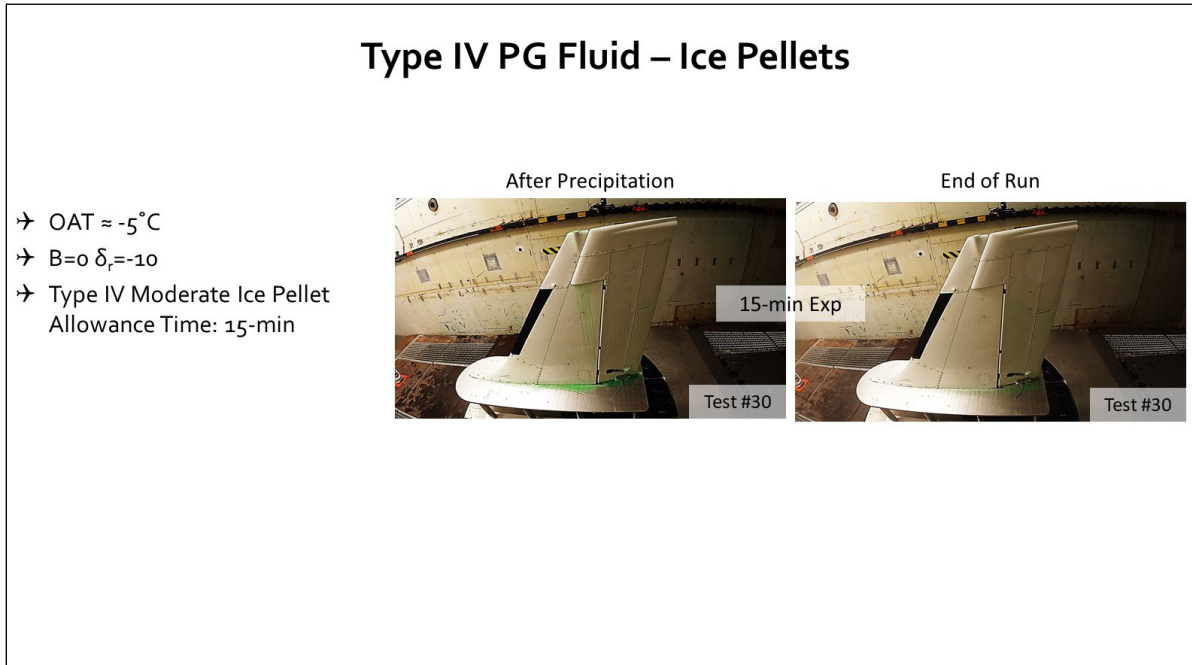 Type IV PG Fluid – Ice Pellets
✈ OAT ≈ -5°C
✈ B=0 δr=-10
✈ Type IV Moderate Ice Pellet
Allowance Time: 15-min
After Precipitation
End of Run
15-min Exp
Test #30
Test #30